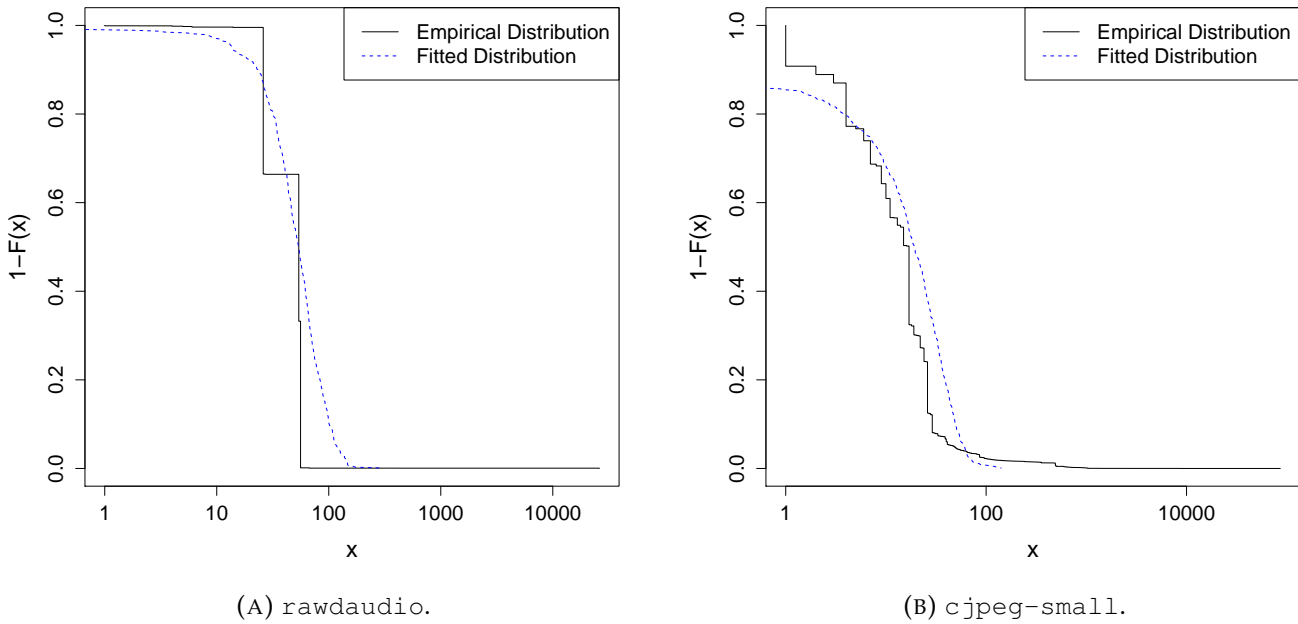 Empirical Distribution
Fitted Distribution
1−F(x)
1.0
0.8
0.6
0.4
0.2
0.0
1 10 100 1000 10000
x
(A) rawdaudio.
Empirical Distribution
Fitted Distribution
1−F(x)
1.0
0.8
0.6
0.4
0.2
0.0
1 100 10000
x
(B) cjpeg-small.